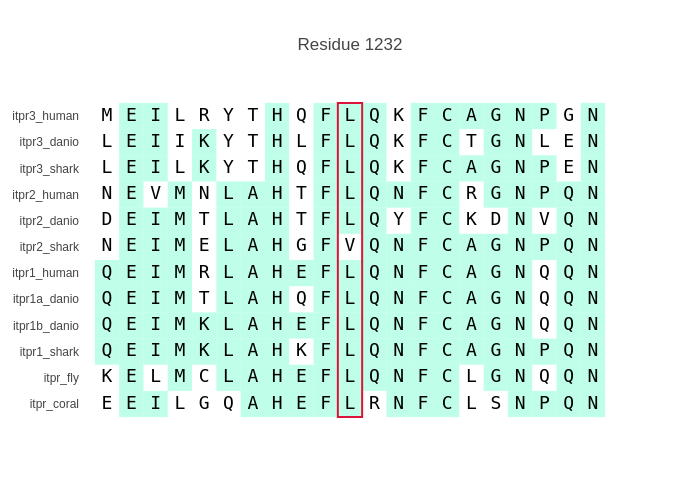 Residue 1232
itpr3_human M E I L R Y T H Q F L Q K F C A G N P G N
itpr3_danio L E I I K Y T H L F L Q K F C T G N L E N
itpr3_shark L E I L K Y T H Q F L Q K F C A G N P E N
itpr2_human N E V M N L A H T F L Q N F C R G N P Q N
itpr2_danio D E I M T L A H T F L Q Y F C K D N V Q N
itpr2_shark N E I M E L A H G F V Q N F C A G N P Q N
itpr1_human Q E I M R L A H E F L Q N F C A G N Q Q N
itpr1a_danio Q E I M T L A H Q F L Q N F C A G N Q Q N
itpr1b_danio Q E I M K L A H E F L Q N F C A G N Q Q N
itpr1_shark Q E I M K L A H K F L Q N F C A G N P Q N
itpr_fly K E L M C L A H E F L Q N F C L G N Q Q N
itpr_coral E E I L G Q A H E F L R N F C L S N P Q N